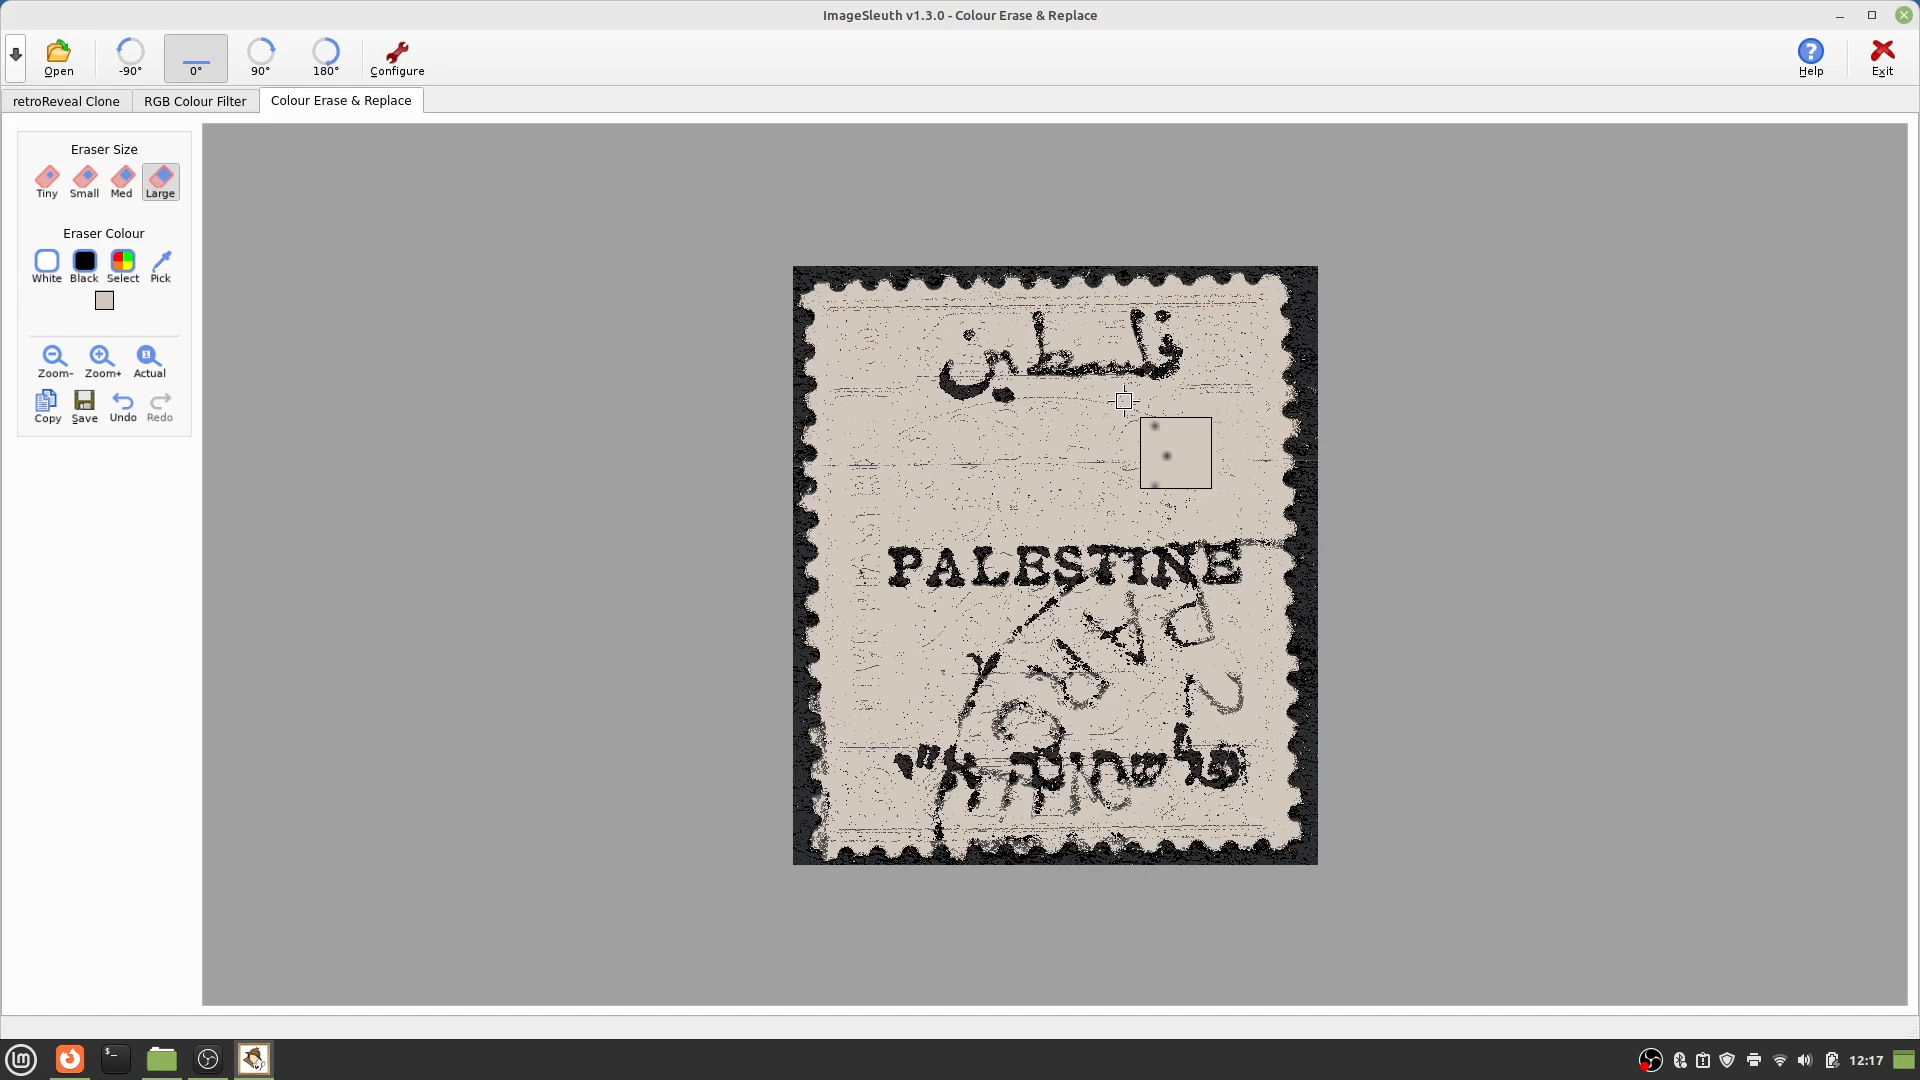 ImageSleuth v1.3.0 - Colour Erase & Replace
Open
-90°
0°
90°
180°
Configure
Help
Exit
retroReveal Clone
RGB Colour Filter
Colour Erase & Replace
Eraser Size
Tiny
Small
Med
Large
Eraser Colour
White
Black
Select
Pick
Zoom-
Zoom+
Actual
Copy
Save
Undo
Redo
فلسطين
PALESTINE
פלשתינה א״י
12:17